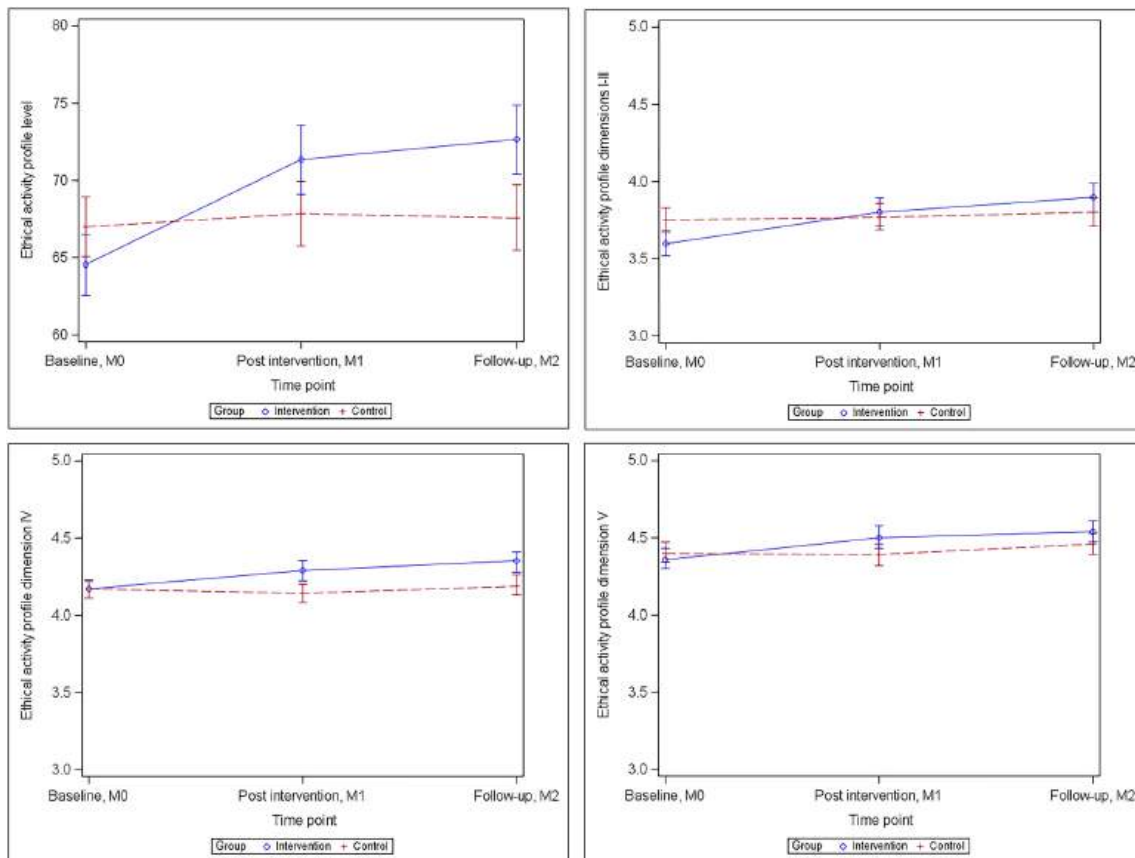 Ethical activity profile level
80
75
70
65
60
Baseline, M0 Post intervention, M1 Follow-up, M2
Time point
Group Intervention Control
Ethical activity profile dimensions I-III
5.0
4.5
4.0
3.5
3.0
Baseline, M0 Post intervention, M1 Follow-up, M2
Time point
Group Intervention Control
Ethical activity profile dimension IV
5.0
4.5
4.0
3.5
3.0
Baseline, M0 Post intervention, M1 Follow-up, M2
Time point
Group Intervention Control
Ethical activity profile dimension V
5.0
4.5
4.0
3.5
3.0
Baseline, M0 Post intervention, M1 Follow-up, M2
Time point
Group Intervention Control